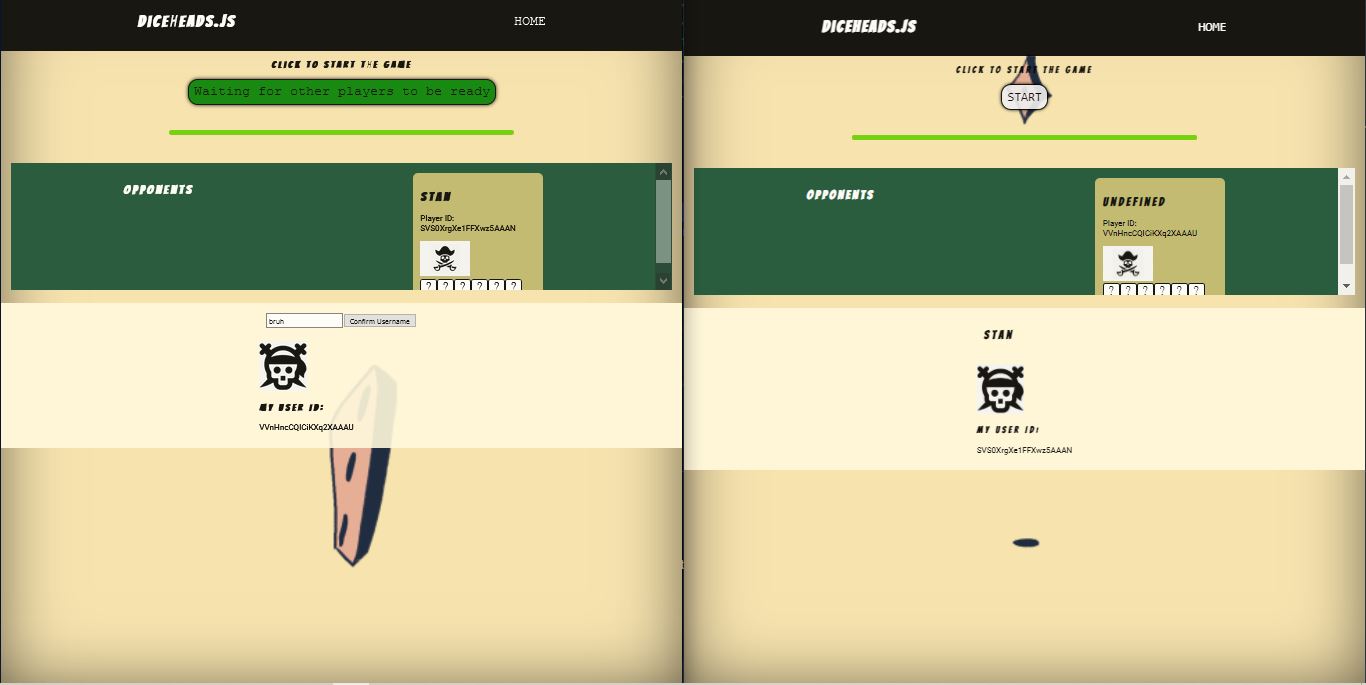 DICEHEADS.JS
HOME
CLICK TO START THE GAME
Waiting for other players to be ready
OPPONENTS
STAN
Player ID:
SVS0XrgXe1FFXwz5AAAN
? ? ? ? ? ?
bruh Confirm Username
MY USER ID:
VVnHncCQICiKXq2XAAAU
DICEHEADS.JS
HOME
CLICK TO START THE GAME
START
OPPONENTS
UNDEFINED
Player ID:
VVnHncCQICiKXq2XAAAU
? ? ? ? ? ?
STAN
MY USER ID:
SVS0XrgXe1FFXwz5AAAN